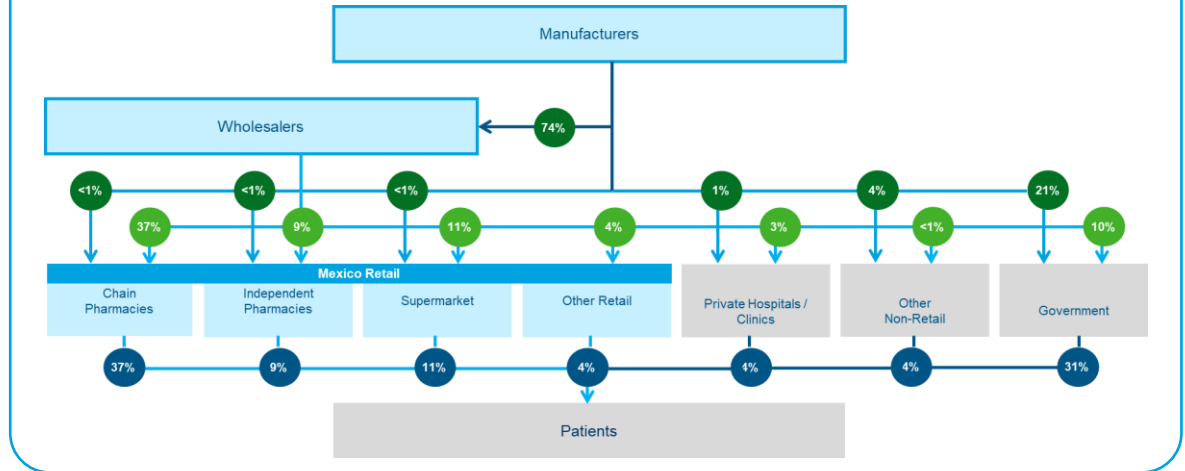 Manufacturers
Wholesalers
74%
<1%
<1%
<1%
1%
4%
21%
37%
9%
11%
4%
3%
<1%
10%
Mexico Retail
Chain
Pharmacies
Independent
Pharmacies
Supermarket
Other Retail
Private Hospitals /
Clinics
Other
Non-Retail
Government
37%
9%
11%
4%
4%
4%
31%
Patients